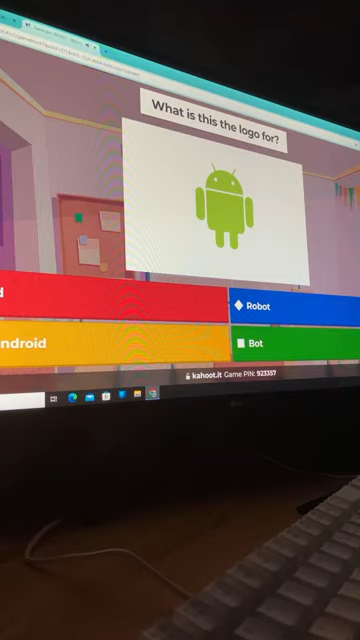 What is this the logo for?
Robot
ndroid
Bot
kahoot.it Game PIN: 923357